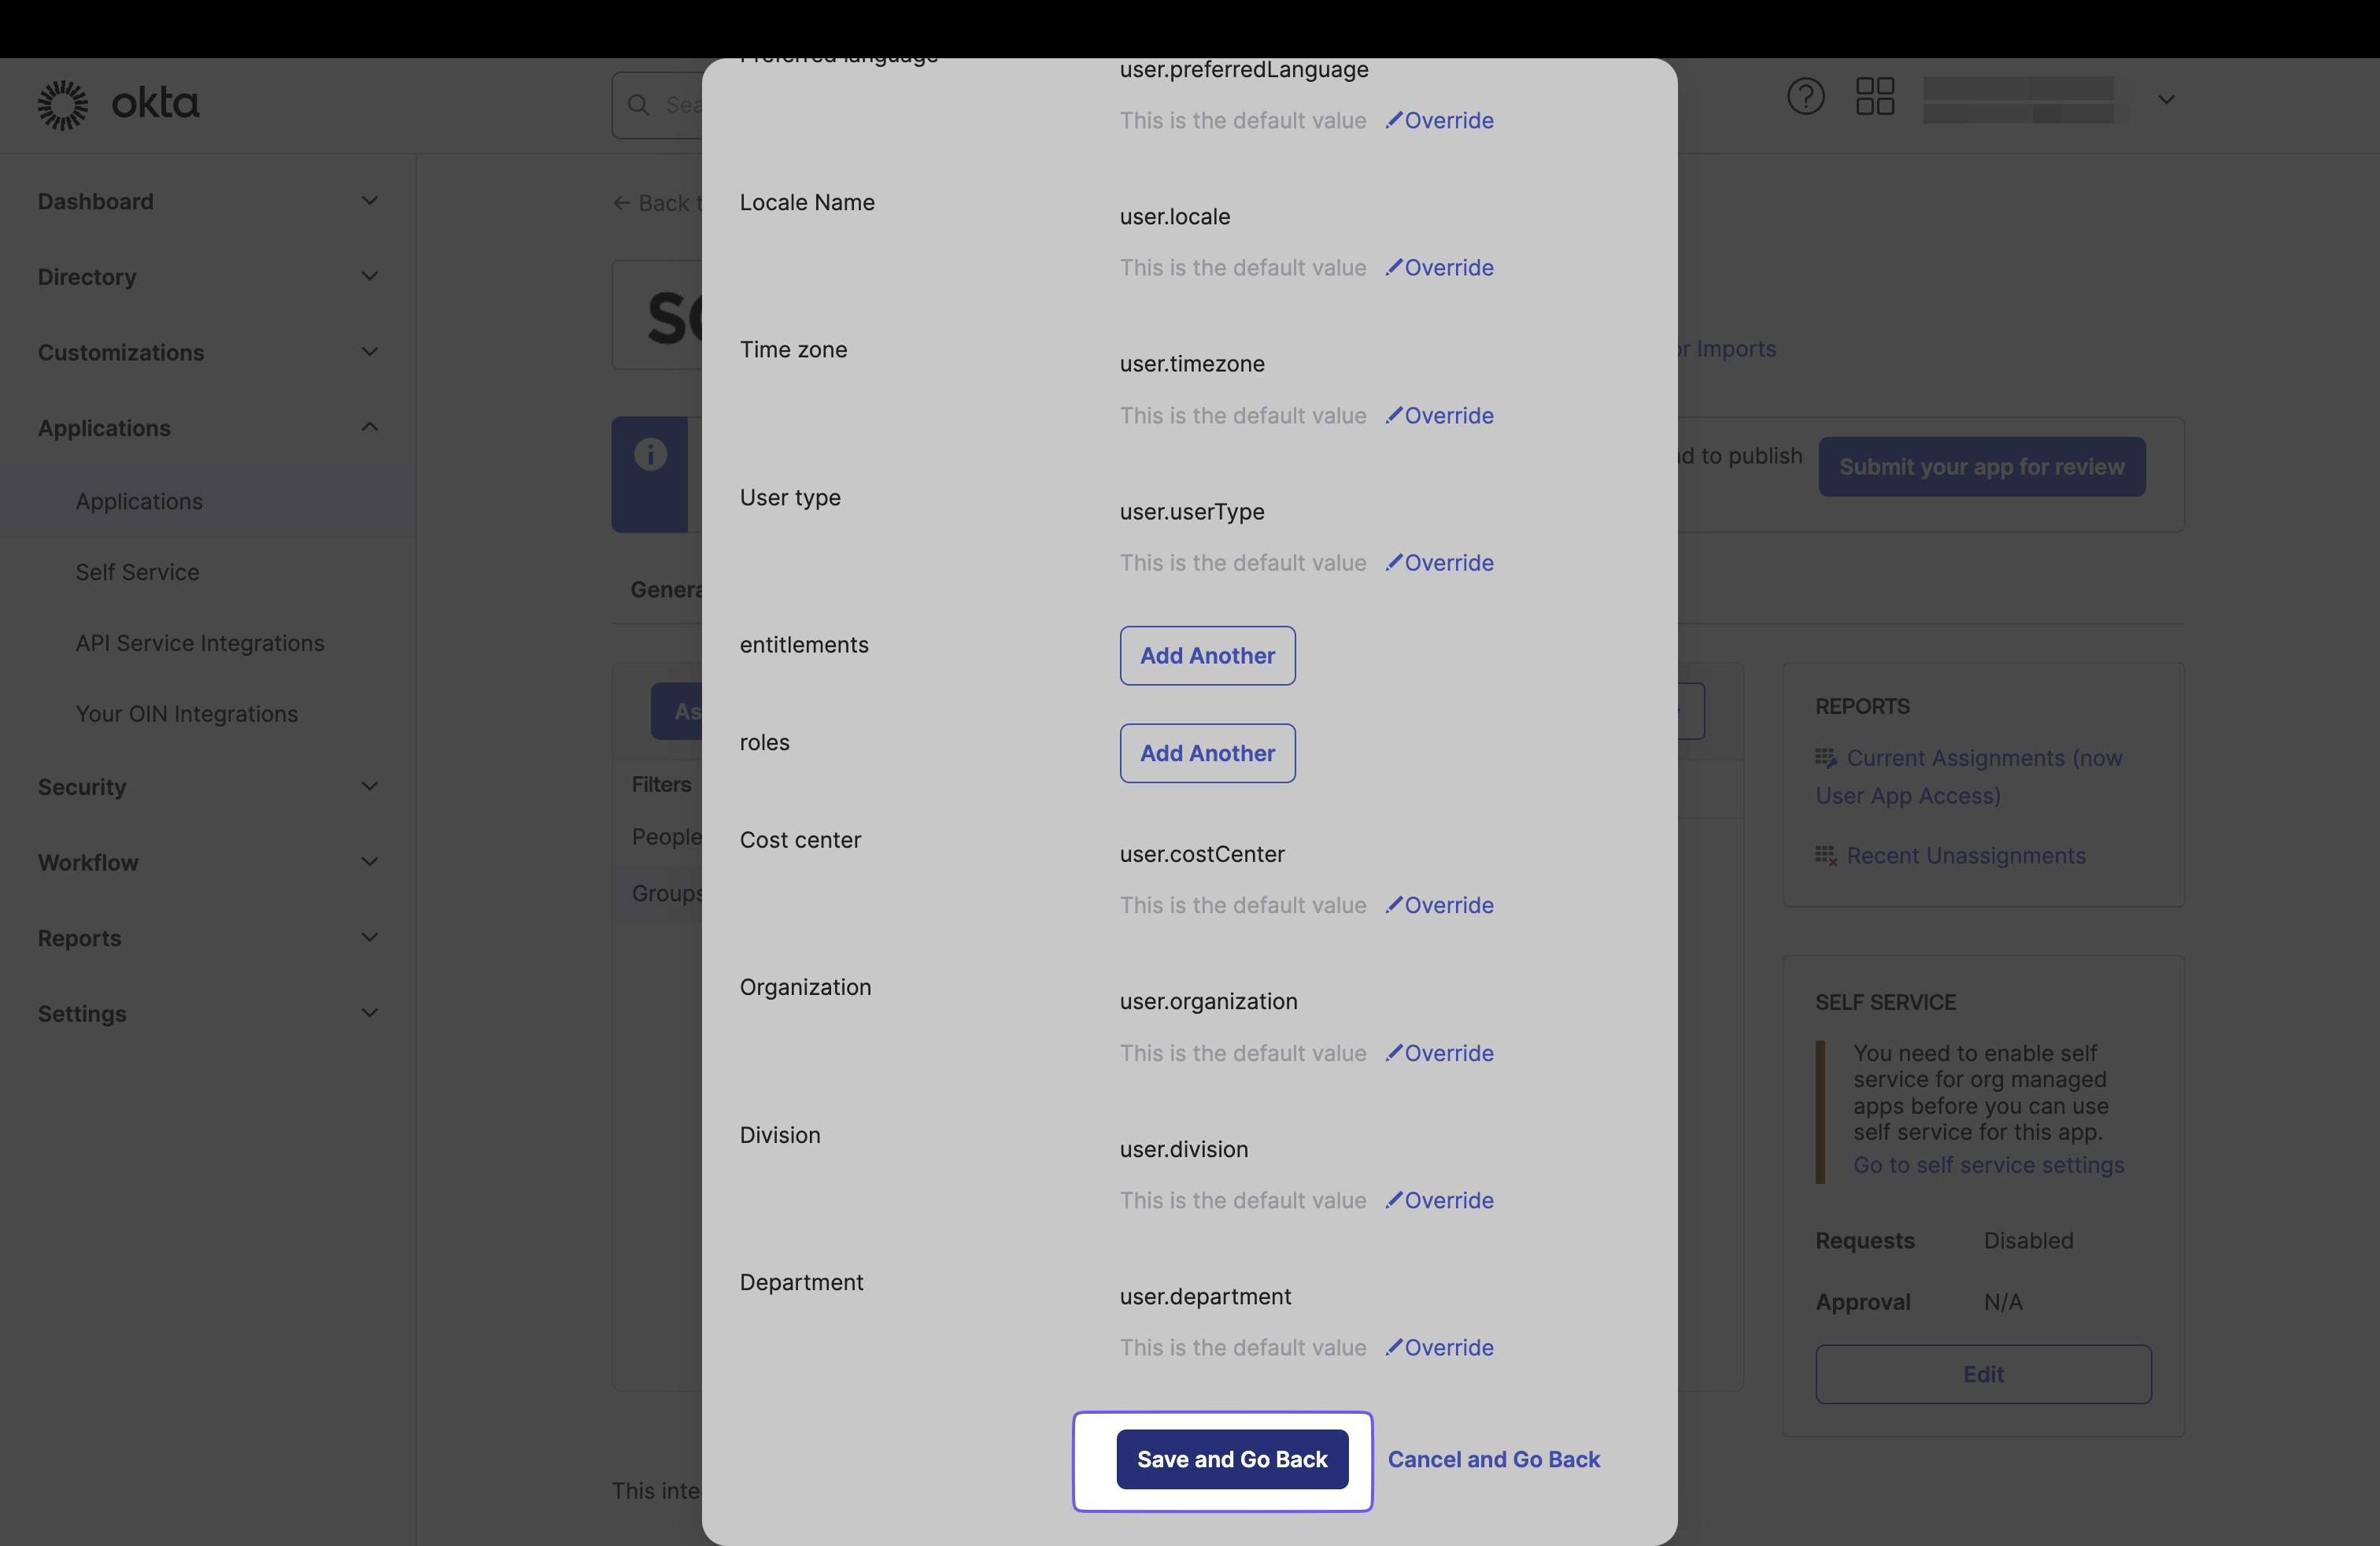 okta
Sea
Dashboard
Directory
Customizations
Applications
Applications
Self Service
API Service Integrations
Your OIN Integrations
Security
Workflow
Reports
Settings
← Back t
Genera
As
Filters
People
Groups
This inte
Preferred language
user.preferredLanguage
This is the default value Override
Locale Name
user.locale
This is the default value Override
Time zone
user.timezone
This is the default value Override
User type
user.userType
This is the default value Override
entitlements
Add Another
roles
Add Another
Cost center
user.costCenter
This is the default value Override
Organization
user.organization
This is the default value Override
Division
user.division
This is the default value Override
Department
user.department
This is the default value Override
Save and Go Back
Cancel and Go Back
or Imports
d to publish
Submit your app for review
REPORTS
Current Assignments (now
User App Access)
Recent Unassignments
SELF SERVICE
You need to enable self
service for org managed
apps before you can use
self service for this app.
Go to self service settings
Requests Disabled
Approval N/A
Edit